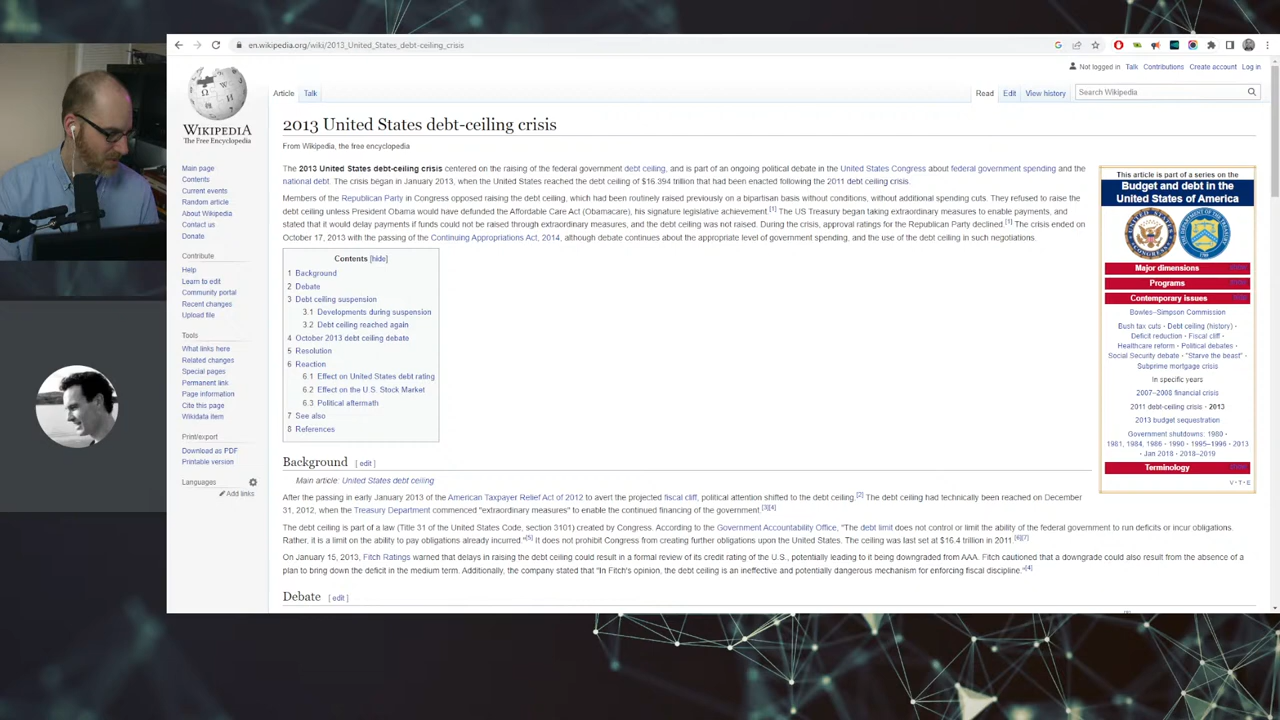 en.wikipedia.org/wiki/2013_United_States_debt-ceiling_crisis
Not logged in Talk Contributions Create account Log in
Article Talk
Read Edit View history Search Wikipedia
WIKIPEDIA
The Free Encyclopedia
Main page
Contents
Current events
Random article
About Wikipedia
Contact us
Donate
Contribute
Help
Learn to edit
Community portal
Recent changes
Upload file
Tools
What links here
Related changes
Special pages
Permanent link
Page information
Cite this page
Wikidata item
Print/export
Download as PDF
Printable version
Languages
Add links
2013 United States debt-ceiling crisis
From Wikipedia, the free encyclopedia
The 2013 United States debt-ceiling crisis centered on the raising of the federal government debt ceiling, and is part of an ongoing political debate in the United States Congress about federal government spending and the
national debt. The crisis began in January 2013, when the United States reached the debt ceiling of $16.394 trillion that had been enacted following the 2011 debt ceiling crisis.
Members of the Republican Party in Congress opposed raising the debt ceiling, which had been routinely raised previously on a bipartisan basis without conditions, without additional spending cuts. They refused to raise the
debt ceiling unless President Obama would have defunded the Affordable Care Act (Obamacare), his signature legislative achievement.[1] The US Treasury began taking extraordinary measures to enable payments, and
stated that it would delay payments if funds could not be raised through extraordinary measures, and the debt ceiling was not raised. During the crisis, approval ratings for the Republican Party declined.[1] The crisis ended on
October 17, 2013 with the passing of the Continuing Appropriations Act, 2014, although debate continues about the appropriate level of government spending, and the use of the debt ceiling in such negotiations.
Contents [hide]
1 Background
2 Debate
3 Debt ceiling suspension
3.1 Developments during suspension
3.2 Debt ceiling reached again
4 October 2013 debt ceiling debate
5 Resolution
6 Reaction
6.1 Effect on United States debt rating
6.2 Effect on the U.S. Stock Market
6.3 Political aftermath
7 See also
8 References
Background [ edit ]
Main article: United States debt ceiling
After the passing in early January 2013 of the American Taxpayer Relief Act of 2012 to avert the projected fiscal cliff, political attention shifted to the debt ceiling.[2] The debt ceiling had technically been reached on December
31, 2012, when the Treasury Department commenced "extraordinary measures" to enable the continued financing of the government.[3][4]
The debt ceiling is part of a law (Title 31 of the United States Code, section 3101) created by Congress. According to the Government Accountability Office, "The debt limit does not control or limit the ability of the federal government to run deficits or incur obligations.
Rather, it is a limit on the ability to pay obligations already incurred."[5] It does not prohibit Congress from creating further obligations upon the United States. The ceiling was last set at $16.4 trillion in 2011.[6][7]
On January 15, 2013, Fitch Ratings warned that delays in raising the debt ceiling could result in a formal review of its credit rating of the U.S., potentially leading to it being downgraded from AAA. Fitch cautioned that a downgrade could also result from the absence of a
plan to bring down the deficit in the medium term. Additionally, the company stated that "In Fitch's opinion, the debt ceiling is an ineffective and potentially dangerous mechanism for enforcing fiscal discipline."[4]
Debate [ edit ]
This article is part of a series on the
Budget and debt in the
United States of America
Major dimensions
Programs
Contemporary issues
Bowles–Simpson Commission
Bush tax cuts · Debt ceiling (history) ·
Deficit reduction · Fiscal cliff ·
Healthcare reform · Political debates ·
Social Security debate · "Starve the beast" ·
Subprime mortgage crisis
In specific years
2007–2008 financial crisis
2011 debt-ceiling crisis · 2013
2013 budget sequestration
Government shutdowns: 1980 ·
1981, 1984, 1986 · 1990 · 1995–1996 · 2013
· Jan 2018 · 2018–2019
Terminology
V · T · E